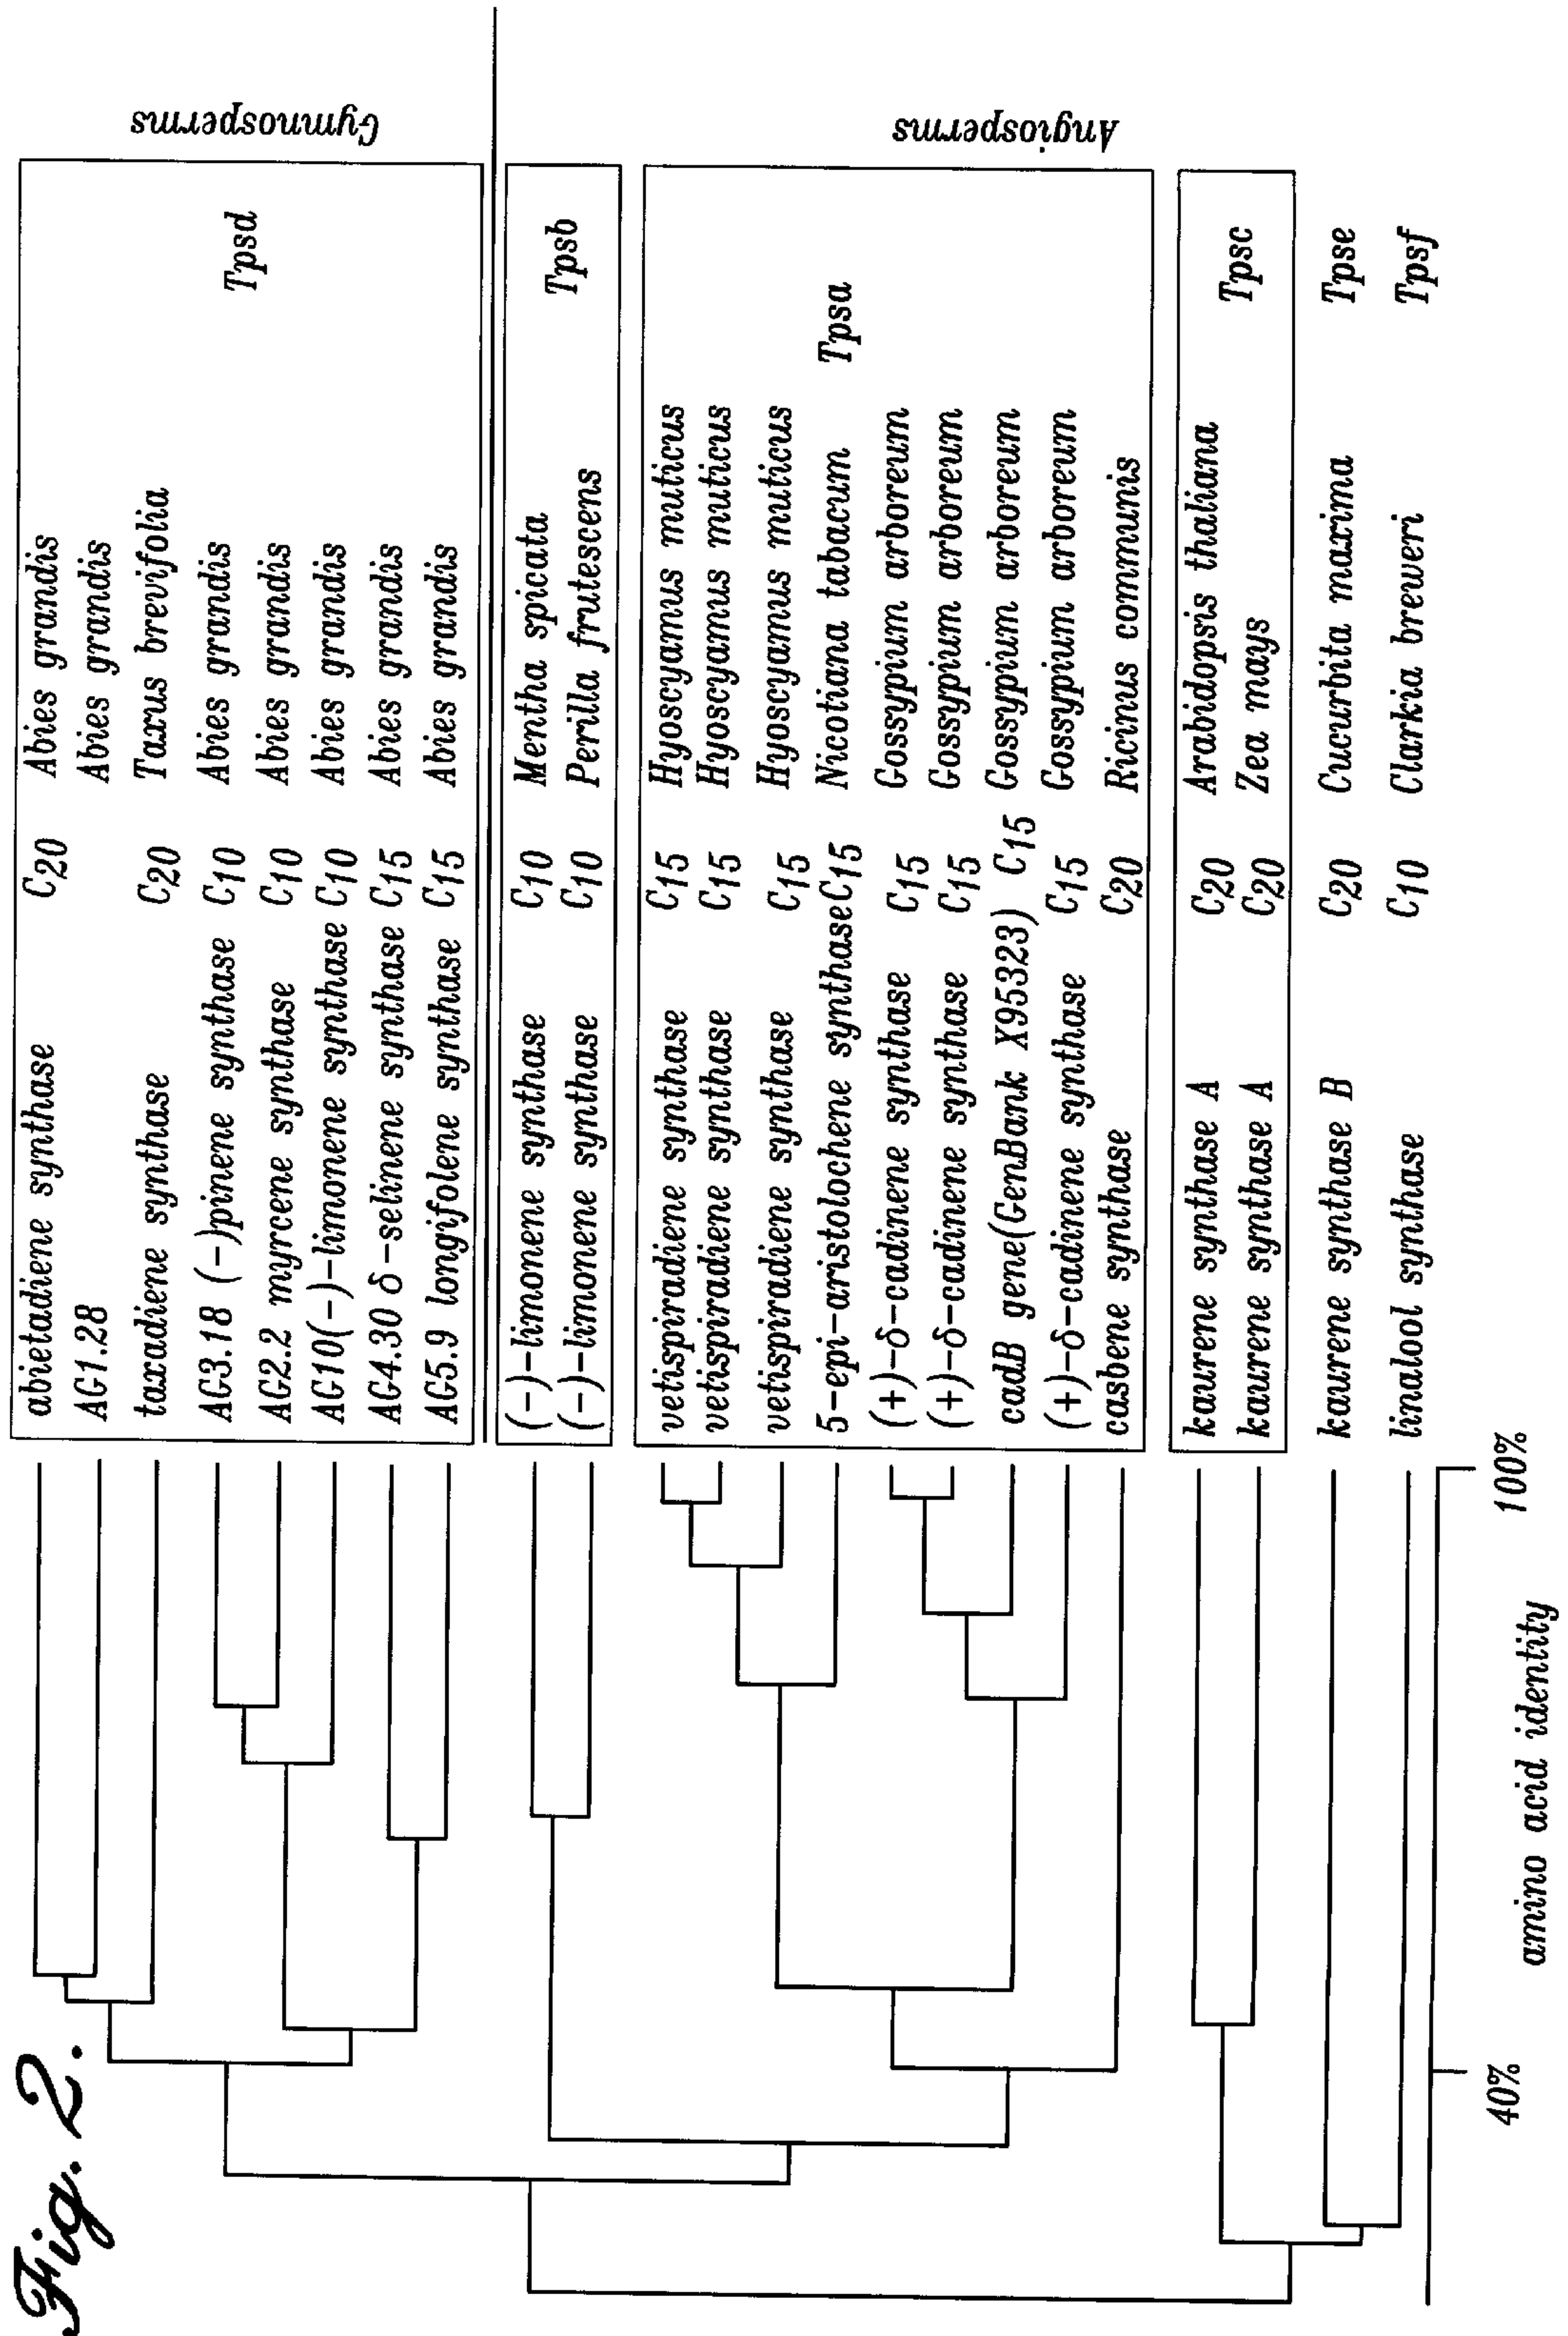 Fig. 2.
abietadiene synthase C20 Abies grandis
AG1.28 Abies grandis
taxadiene synthase C20 Taxus brevifolia
AG3.18 (-)pinene synthase C10 Abies grandis
AG2.2 myrcene synthase C10 Abies grandis
AG10(-)-limonene synthase C10 Abies grandis
AG4.30 δ-selinene synthase C15 Abies grandis
AG5.9 longifolene synthase C15 Abies grandis
Tpsd
Gymnosperms
(-)-limonene synthase C10 Mentha spicata
(-)-limonene synthase C10 Perilla frutescens
Tpsb
vetispiradiene synthase C15 Hyoscyamus muticus
vetispiradiene synthase C15 Hyoscyamus muticus
vetispiradiene synthase C15 Hyoscyamus muticus
5-epi-aristolochene synthaseC15 Nicotiana tabacum
Tpsa
(+)-δ-cadinene synthase C15 Gossypium arboreum
(+)-δ-cadinene synthase C15 Gossypium arboreum
cadB gene(GenBank X95323) C15 Gossypium arboreum
(+)-δ-cadinene synthase C15 Gossypium arboreum
casbene synthase C20 Ricinus communis
Angiosperms
kaurene synthase A C20 Arabidopsis thaliana
kaurene synthase A C20 Zea mays
Tpsc
kaurene synthase B C20 Cucurbita maxima Tpse
linalool synthase C10 Clarkia breweri Tpsf
40% 100%
amino acid identity